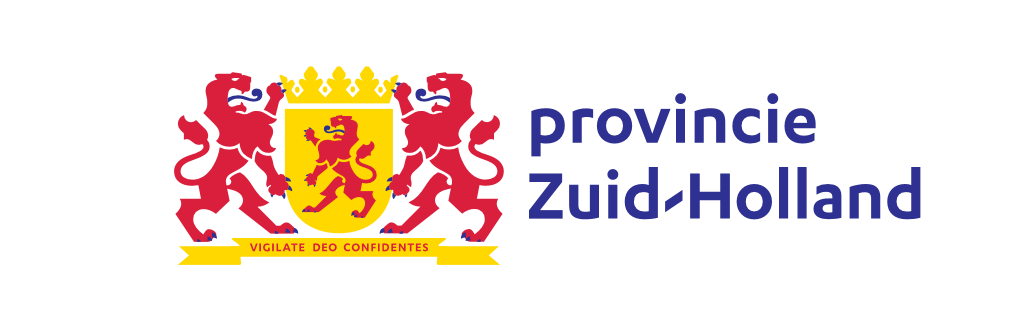 provincie
Zuid-Holland
VIGILATE DEO CONFIDENTES